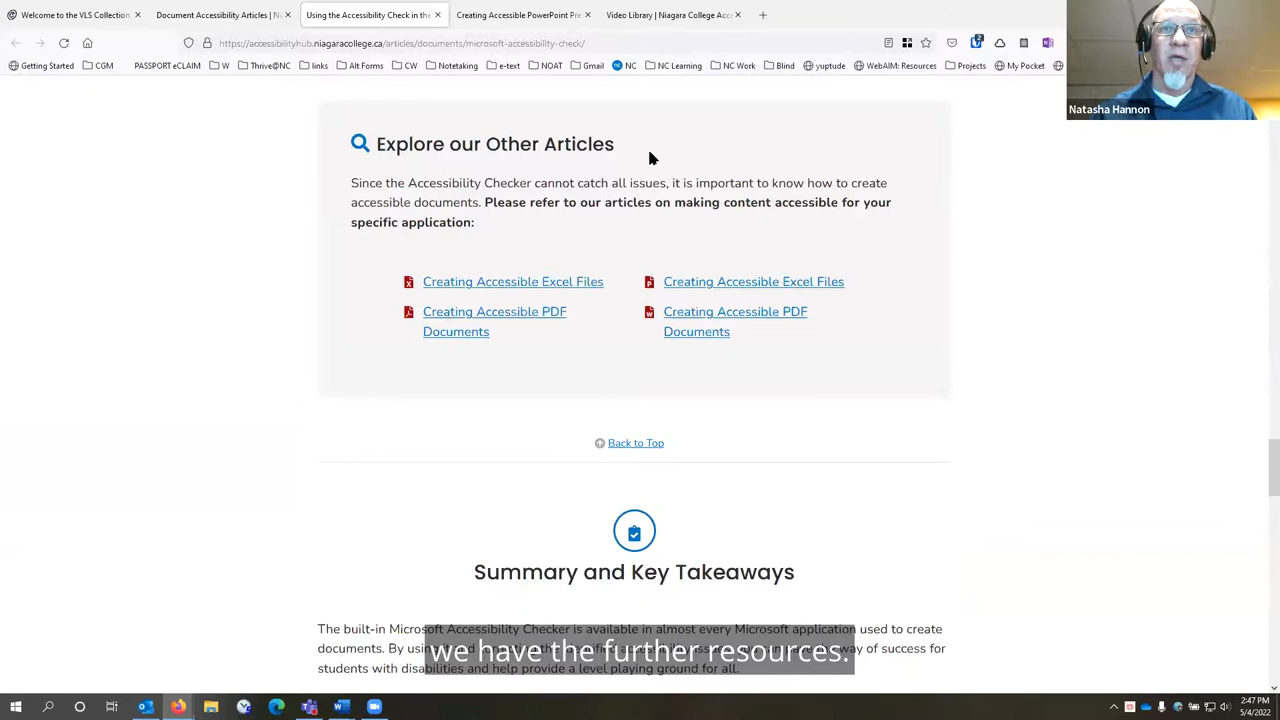 Welcome to the VLS Collection
Document Accessibility Articles | N
Using the Accessibility Check in the
Creating Accessible PowerPoint Pre
Video Library | Niagara College Acc
https://accessibilityhub.niagaracollege.ca/articles/documents/microsoft-accessibility-check/
Getting Started CGM PASSPORT eCLAIM W Thrive@NC links Alt Forms CW Notetaking e-text NOAT Gmail NC NC Learning NC Work Blind yuptude WebAIM: Resources Projects My Pocket
Natasha Hannon
Explore our Other Articles
Since the Accessibility Checker cannot catch all issues, it is important to know how to create
accessible documents. Please refer to our articles on making content accessible for your
specific application:
Creating Accessible Excel Files
Creating Accessible PDF
Documents
Creating Accessible Excel Files
Creating Accessible PDF
Documents
Back to Top
Summary and Key Takeaways
The built-in Microsoft Accessibility Checker is available in almost every Microsoft application used to create
documents. By us way of success for
students with disabilities and help provide a level playing ground for all.
we have the further resources.
2:47 PM
5/4/2022